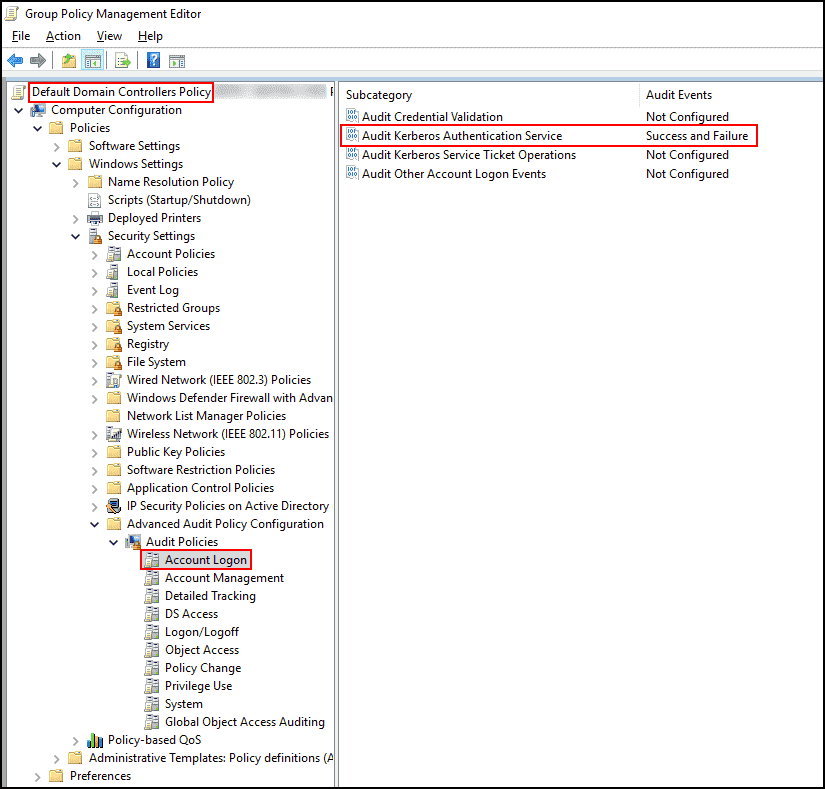 Group Policy Management Editor
File Action View Help
Default Domain Controllers Policy
Computer Configuration
Policies
Software Settings
Windows Settings
Name Resolution Policy
Scripts (Startup/Shutdown)
Deployed Printers
Security Settings
Account Policies
Local Policies
Event Log
Restricted Groups
System Services
Registry
File System
Wired Network (IEEE 802.3) Policies
Windows Defender Firewall with Advan
Network List Manager Policies
Wireless Network (IEEE 802.11) Policies
Public Key Policies
Software Restriction Policies
Application Control Policies
IP Security Policies on Active Directory
Advanced Audit Policy Configuration
Audit Policies
Account Logon
Account Management
Detailed Tracking
DS Access
Logon/Logoff
Object Access
Policy Change
Privilege Use
System
Global Object Access Auditing
Policy-based QoS
Administrative Templates: Policy definitions (A
Preferences
Subcategory Audit Events
Audit Credential Validation Not Configured
Audit Kerberos Authentication Service Success and Failure
Audit Kerberos Service Ticket Operations Not Configured
Audit Other Account Logon Events Not Configured